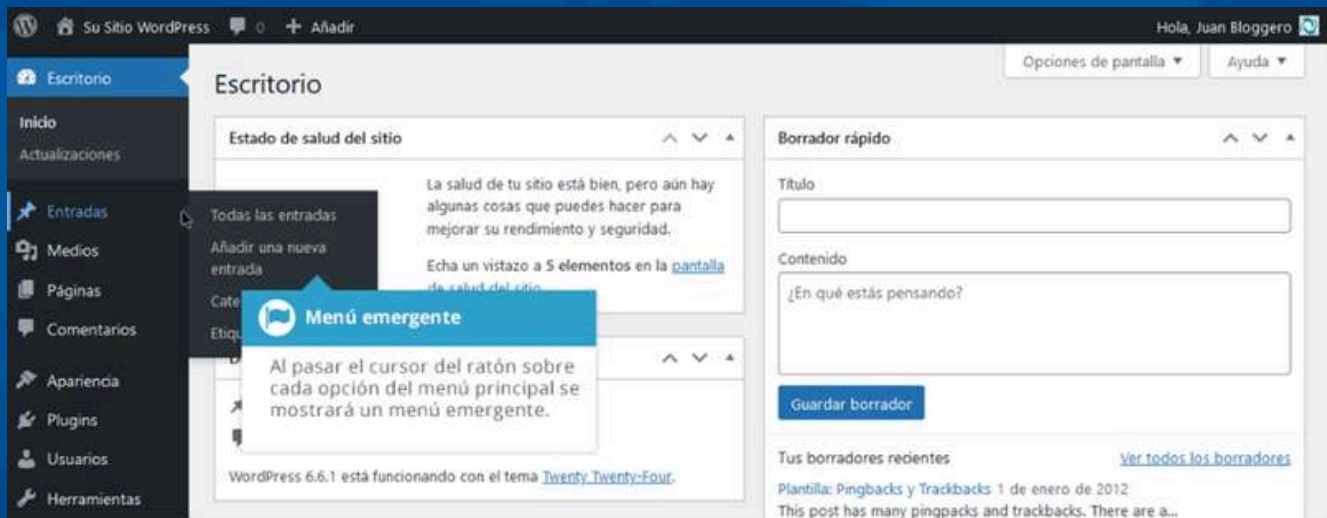 Su Sitio WordPress 0 + Añadir
Hola, Juan Bloggero
Escritorio
Inicio
Actualizaciones
Entradas
Medios
Páginas
Comentarios
Apariencia
Plugins
Usuarios
Herramientas
Todas las entradas
Añadir una nueva
entrada
Cate
Etiqu
Escritorio
Opciones de pantalla ▼
Ayuda ▼
Estado de salud del sitio
La salud de tu sitio está bien, pero aún hay
algunas cosas que puedes hacer para
mejorar su rendimiento y seguridad.
Echa un vistazo a 5 elementos en la pantalla
de salud del sitio
Menú emergente
Al pasar el cursor del ratón sobre
cada opción del menú principal se
mostrará un menú emergente.
WordPress 6.6.1 está funcionando con el tema Twenty Twenty-Four.
Borrador rápido
Título
Contenido
¿En qué estás pensando?
Guardar borrador
Tus borradores recientes
Ver todos los borradores
Plantilla: Pingbacks y Trackbacks 1 de enero de 2012
This post has many pingpacks and trackbacks. There are a...